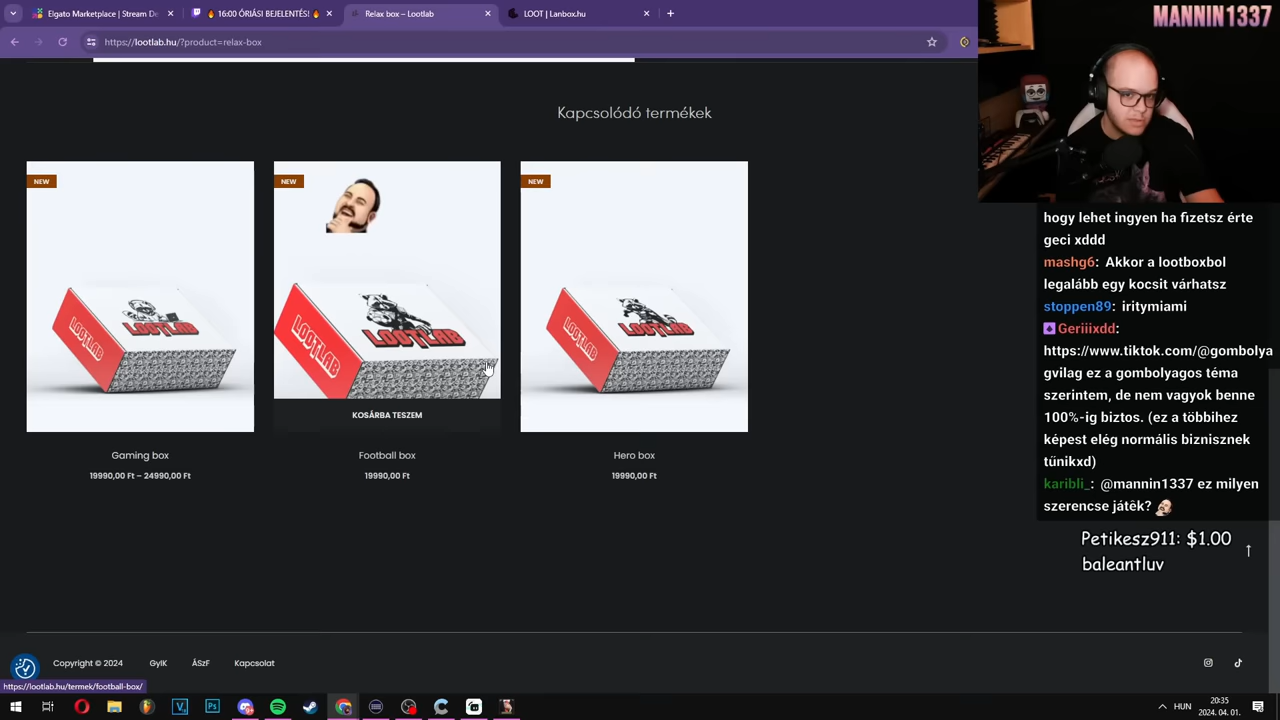 Elgato Marketplace | Stream De
🔥 16:00 ÓRIÁSI BEJELENTÉS! 🔥
Relax box – Lootlab
LOOT | Lanbox.hu
https://lootlab.hu/?product=relax-box
MANNIN1337
Kapcsolódó termékek
NEW
NEW
NEW
LOOTLAB
LOOTLAB
LOOTLAB
LOOTLAB
LOOTLAB
LOOTLAB
KOSÁRBA TESZEM
Gaming box
Football box
Hero box
19990,00 Ft – 24990,00 Ft
19990,00 Ft
19990,00 Ft
hogy lehet ingyen ha fizetsz érte
geci xddd
mashg6: Akkor a lootboxbol
legalább egy kocsit várhatsz
stoppen89: iritymiami
Geriiixdd:
https://www.tiktok.com/@gombolya
gvilag ez a gombolyagos téma
szerintem, de nem vagyok benne
100%-ig biztos. (ez a többihez
képest elég normális biznisznek
tűnikxd)
karibli_: @mannin1337 ez milyen
szerencse játêk?
Petikesz911: $1.00
baleantluv
Copyright © 2024
GyIK
ÁSzF
Kapcsolat
https://lootlab.hu/termek/football-box/
HUN
20:35
2024. 04. 01.